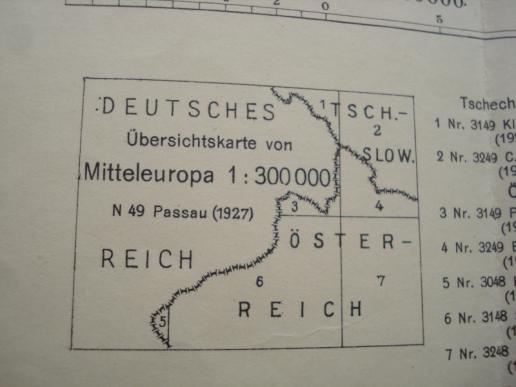 0 5
DEUTSCHES 1 TSCH.-
2
Übersichtskarte von
SLOW.
Mitteleuropa 1:300000
N 49 Passau (1927) 3 4
ÖSTER-
REICH
6 7
REICH
5
Tschech
1 Nr. 3149 Kl
2 Nr. 3249 C.
3 Nr. 3149 P
4 Nr. 3249
5 Nr. 3048
6 Nr. 3148
7 Nr. 3248